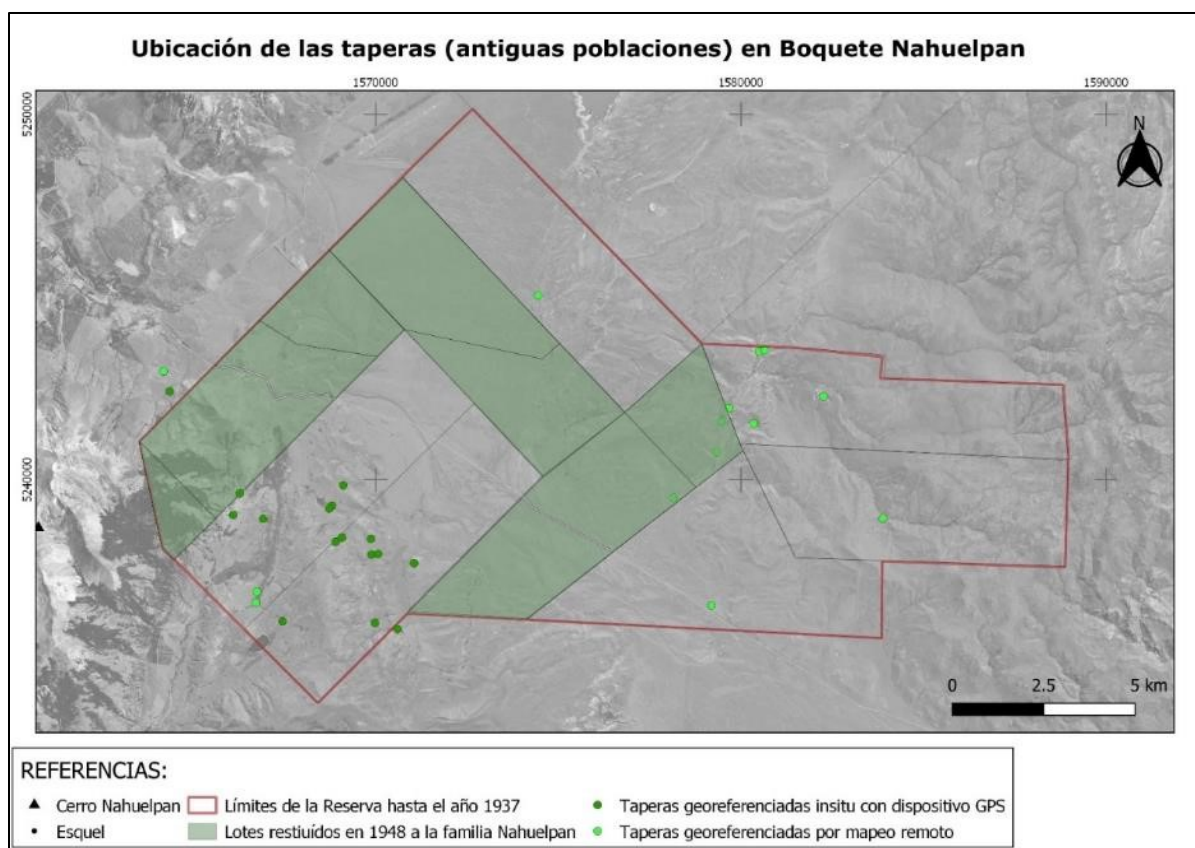 Ubicación de las taperas (antiguas poblaciones) en Boquete Nahuelpan
1570000
1580000
1590000
5250000
5240000
N
0 2.5 5 km
REFERENCIAS:
Cerro Nahuelpan
Límites de la Reserva hasta el año 1937
Taperas georeferenciadas insitu con dispositivo GPS
Esquel
Lotes restiuídos en 1948 a la familia Nahuelpan
Taperas georeferenciadas por mapeo remoto